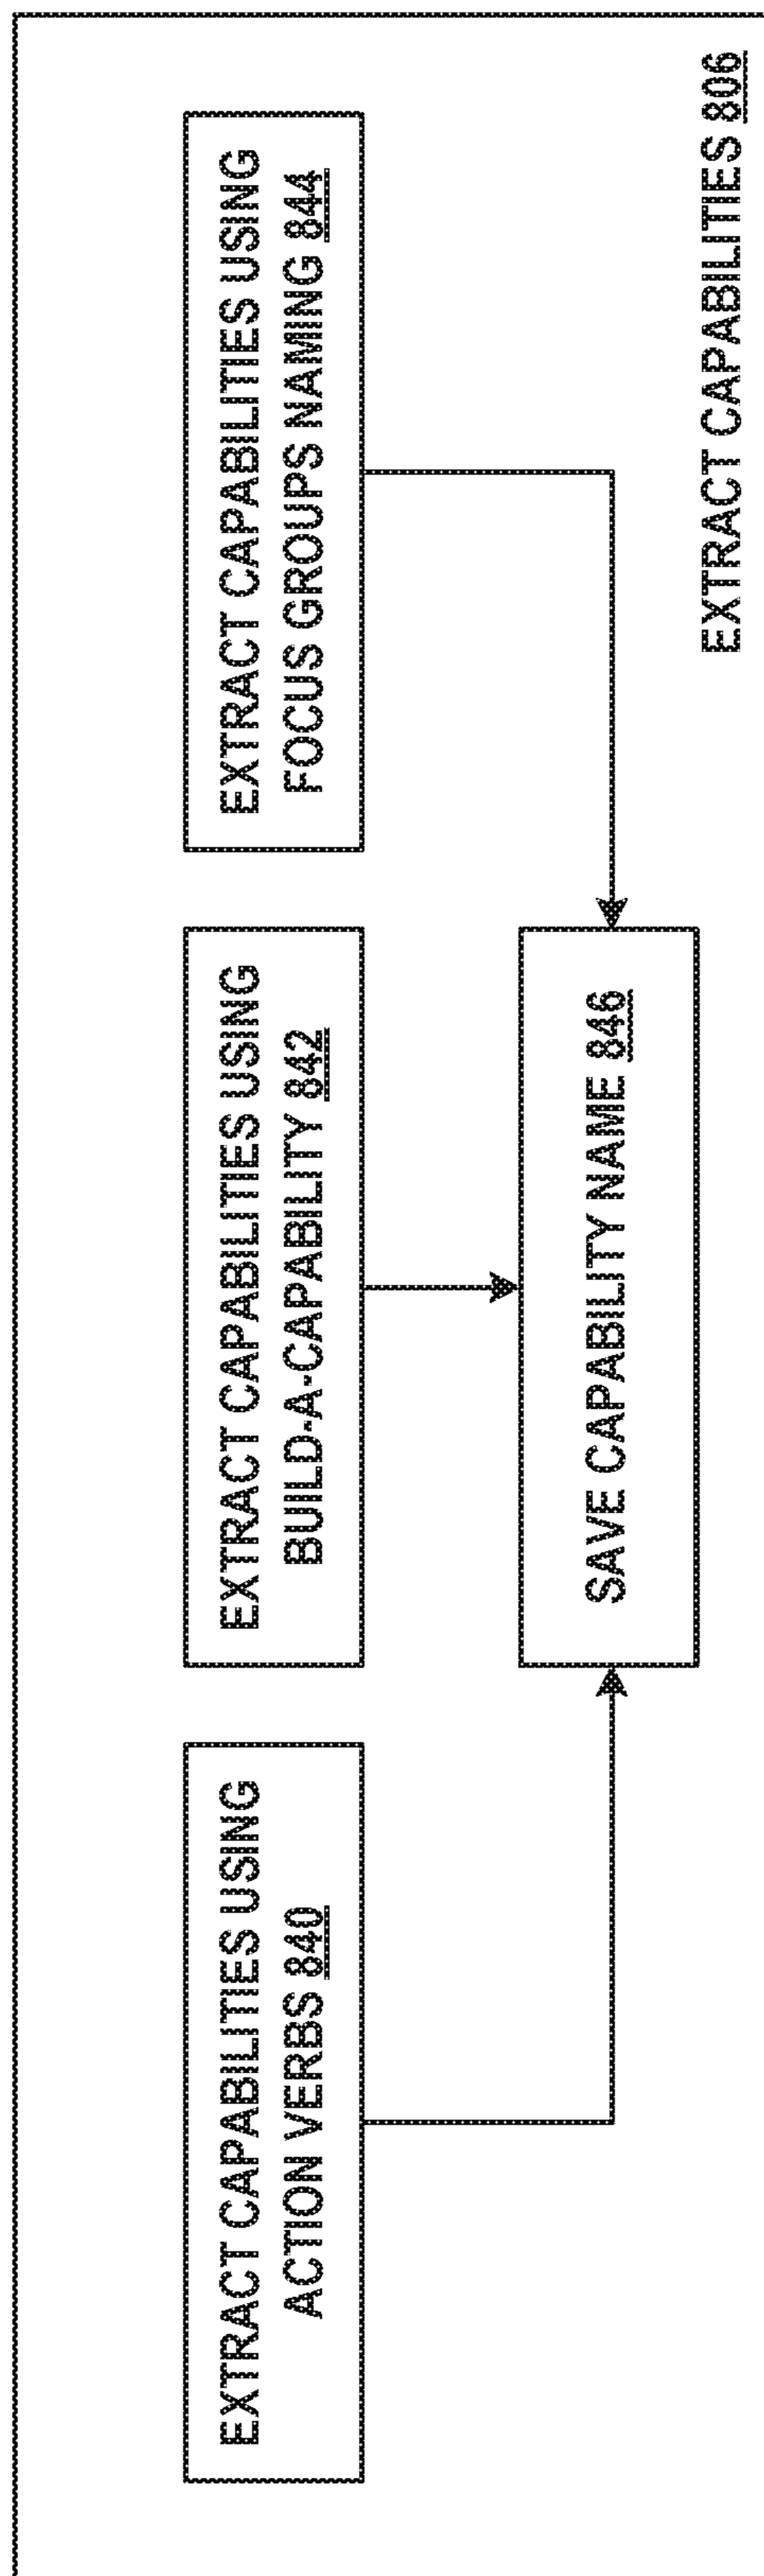 EXTRACT CAPABILITIES USING
ACTION VERBS 840
EXTRACT CAPABILITIES USING
BUILD-A-CAPABILITY 842
EXTRACT CAPABILITIES USING
FOCUS GROUPS NAMING 844
SAVE CAPABILITY NAME 846
EXTRACT CAPABILITIES 806